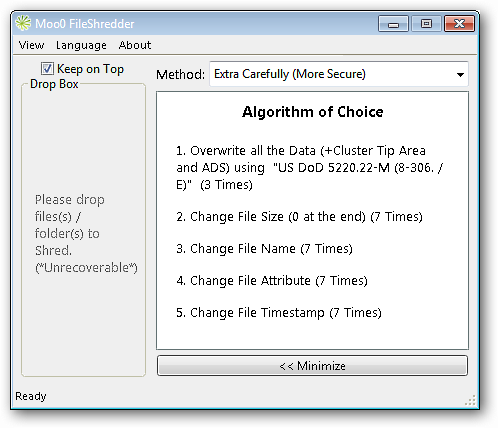 Moo0 FileShredder
View Language About
Keep on Top
Drop Box
Please drop
files(s) /
folder(s) to
Shred.
(*Unrecoverable*)
Method: Extra Carefully (More Secure)
Algorithm of Choice
1. Overwrite all the Data (+Cluster Tip Area
and ADS) using "US DoD 5220.22-M (8-306. /
E)" (3 Times)
2. Change File Size (0 at the end) (7 Times)
3. Change File Name (7 Times)
4. Change File Attribute (7 Times)
5. Change File Timestamp (7 Times)
<< Minimize
Ready